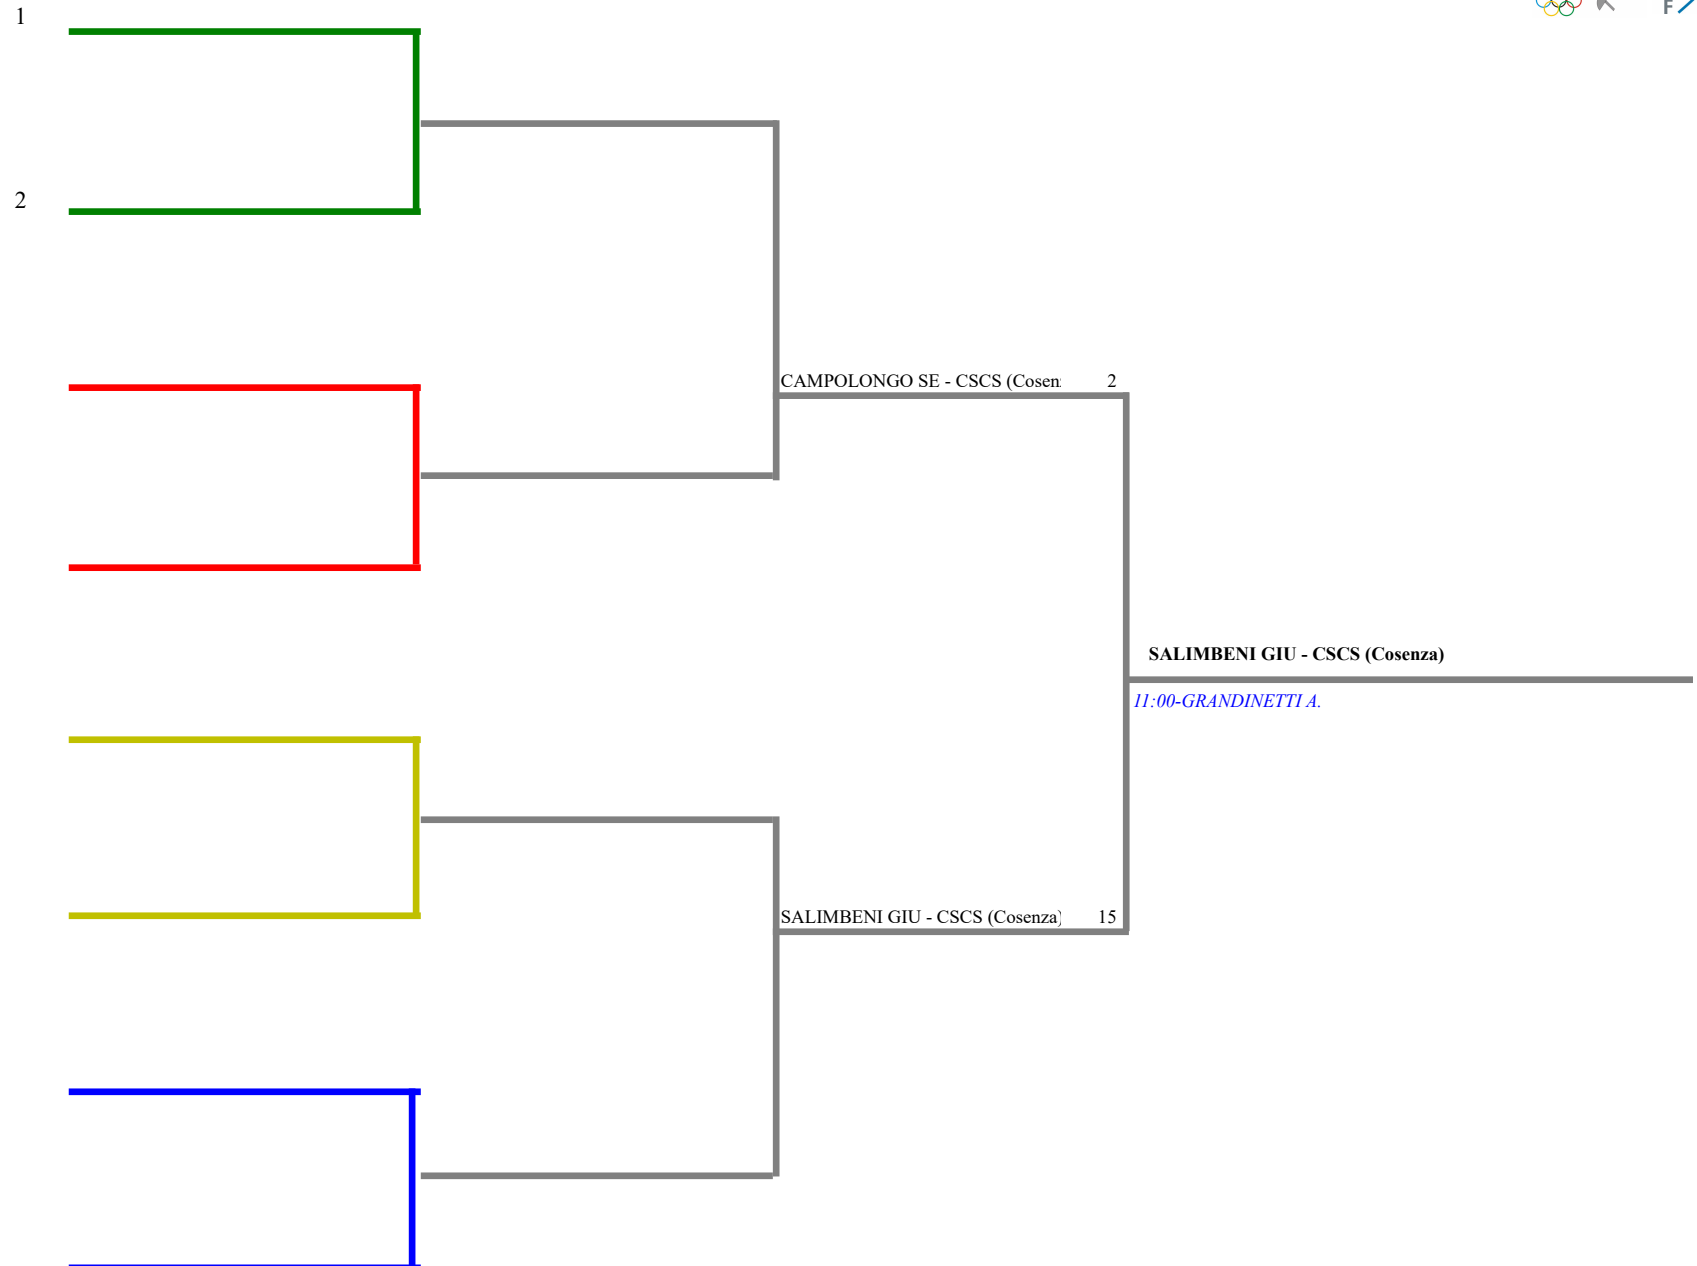 1
F
2
CAMPOLONGO SE - CSCS (Cosen
2
SALIMBENI GIU - CSCS (Cosenza)
11:00-GRANDINETTI A.
SALIMBENI GIU - CSCS (Cosenza)
15